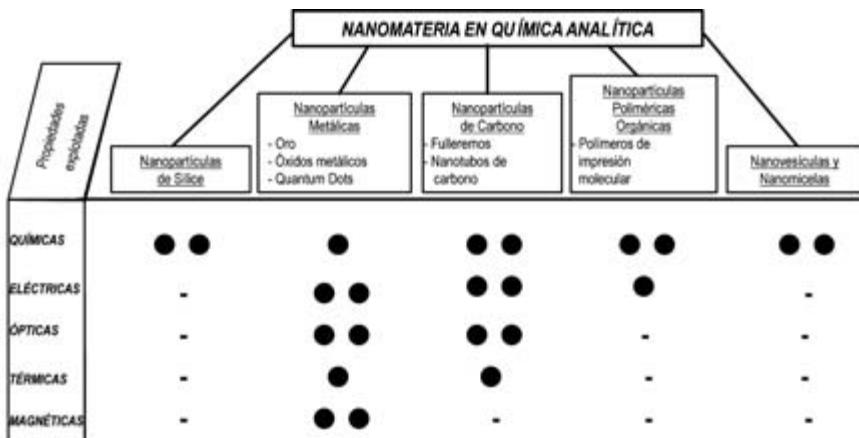 NANOMATERIA EN QUÍMICA ANALÍTICA
Propiedades
explotadas
Nanopartículas
de Sílice
Nanopartículas
Metálicas
- Oro
- Óxidos metálicos
- Quantum Dots
Nanopartículas
de Carbono
- Fulleremos
- Nanotubos de
carbono
Nanopartículas
Poliméricas
Orgánicas
- Polímeros de
impresión
molecular
Nanovesículas y
Nanomicelas
QUÍMICAS
ELÉCTRICAS
- -
ÓPTICAS
- - -
TÉRMICAS
- - -
MAGNÉTICAS
- - - -